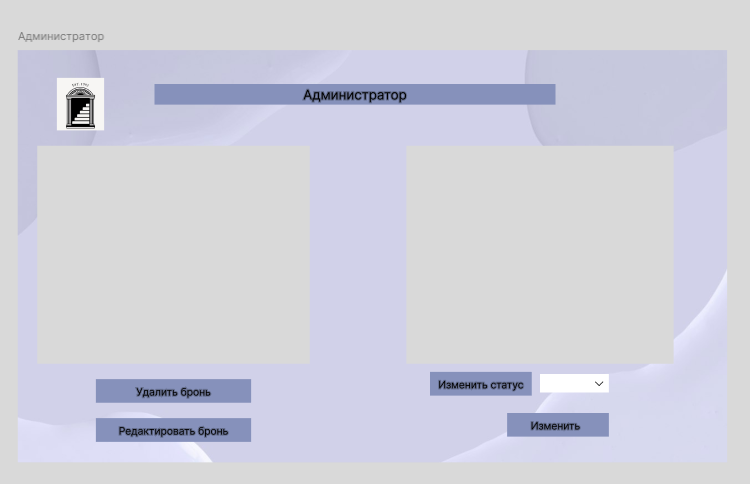 Администратор
Администратор
Удалить бронь
Изменить статус
Редактировать бронь
Изменить